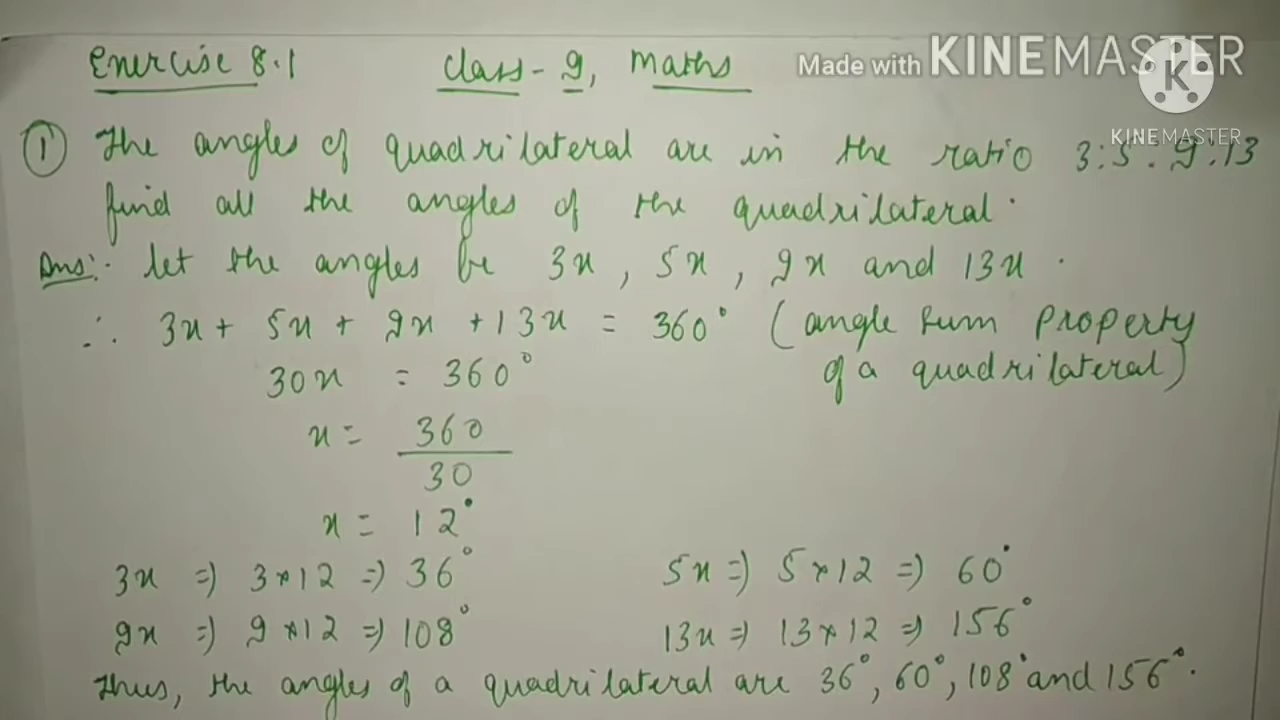 Exercise 8.1 class-9, Maths
Made with KINEMASTER
K
KINEMASTER
① The angles of quadrilateral are in the ratio 3:5:9:13
find all the angles of the quadrilateral.
Ans:- let the angles be 3x, 5x, 9x and 13x.
∴ 3x + 5x + 9x + 13x = 360° (angle sum property
of a quadrilateral)
30x = 360°
x = 360/30
x = 12°
3x ⇒ 3×12 ⇒ 36° 5x ⇒ 5×12 ⇒ 60°
9x ⇒ 9×12 ⇒ 108° 13x ⇒ 13×12 ⇒ 156°
Thus, the angles of a quadrilateral are 36°, 60°, 108° and 156°.